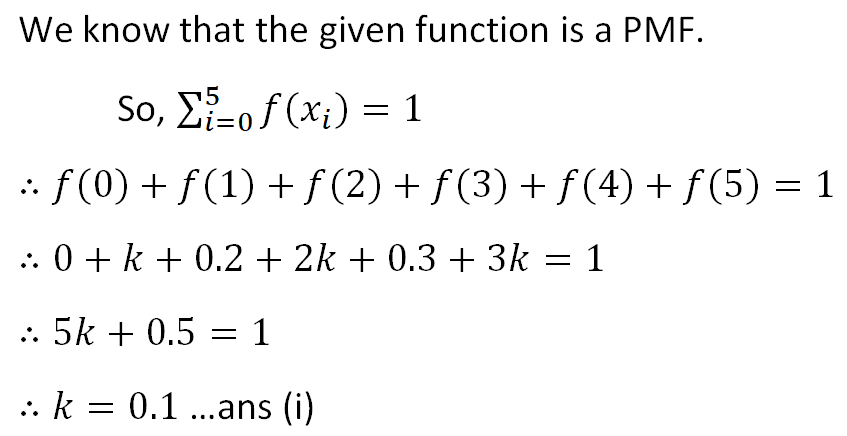 We know that the given function is a PMF.
So, ∑⁵ᵢ₌₀ 𝑓(𝑥ᵢ) = 1
∴ 𝑓(0) + 𝑓(1) + 𝑓(2) + 𝑓(3) + 𝑓(4) + 𝑓(5) = 1
∴ 0 + 𝑘 + 0.2 + 2𝑘 + 0.3 + 3𝑘 = 1
∴ 5𝑘 + 0.5 = 1
∴ 𝑘 = 0.1 ...ans (i)